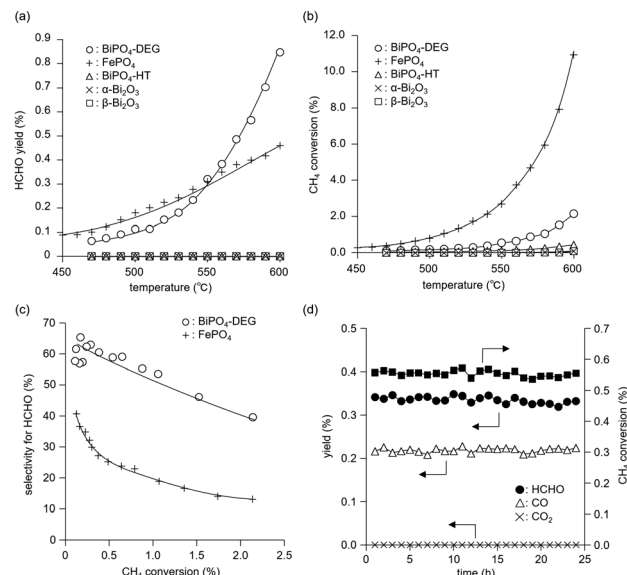 (a)
0.9
0.8
0.7
0.6
0.5
0.4
0.3
0.2
0.1
0
HCHO yield (%)
○ : BiPO₄-DEG
+ : FePO₄
△ : BiPO₄-HT
× : α-Bi₂O₃
: β-Bi₂O₃
450 500 550 600
temperature (℃)
(b)
12.0
10.0
8.0
6.0
4.0
2.0
0.0
CH₄ conversion (%)
○ : BiPO₄-DEG
+ : FePO₄
△ : BiPO₄-HT
× : α-Bi₂O₃
: β-Bi₂O₃
450 500 550 600
temperature (℃)
(c)
70
60
50
40
30
20
10
0
selectivity for HCHO (%)
○ : BiPO₄-DEG
+ : FePO₄
0 0.5 1.0 1.5 2.0 2.5
CH₄ conversion (%)
(d)
0.5
0.4
0.3
0.2
0.1
0.0
yield (%)
0.7
0.6
0.5
0.4
0.3
0.2
0.1
0.0
CH₄ conversion (%)
● : HCHO
△ : CO
× : CO₂
0 5 10 15 20 25
time (h)